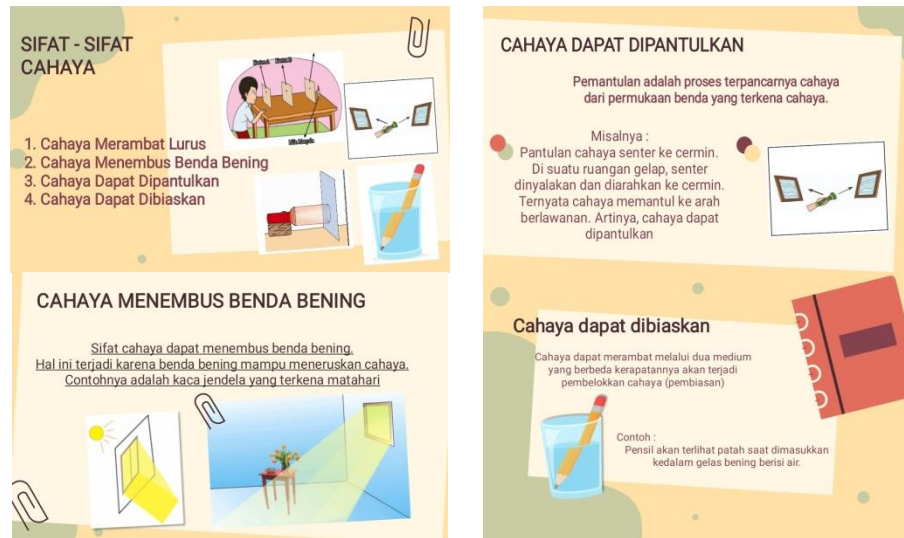 SIFAT - SIFAT
CAHAYA
1. Cahaya Merambat Lurus
2. Cahaya Menembus Benda Bening
3. Cahaya Dapat Dipantulkan
4. Cahaya Dapat Dibiaskan
CAHAYA DAPAT DIPANTULKAN
Pemantulan adalah proses terpancarnya cahaya
dari permukaan benda yang terkena cahaya.
Misalnya :
Pantulan cahaya senter ke cermin.
Di suatu ruangan gelap, senter
dinyalakan dan diarahkan ke cermin.
Ternyata cahaya memantul ke arah
berlawanan. Artinya, cahaya dapat
dipantulkan
CAHAYA MENEMBUS BENDA BENING
Sifat cahaya dapat menembus benda bening.
Hal ini terjadi karena benda bening mampu meneruskan cahaya.
Contohnya adalah kaca jendela yang terkena matahari
Cahaya dapat dibiaskan
Cahaya dapat merambat melalui dua medium
yang berbeda kerapatannya akan terjadi
pembelokkan cahaya (pembiasan)
Contoh :
Pensil akan terlihat patah saat dimasukkan
kedalam gelas bening berisi air.